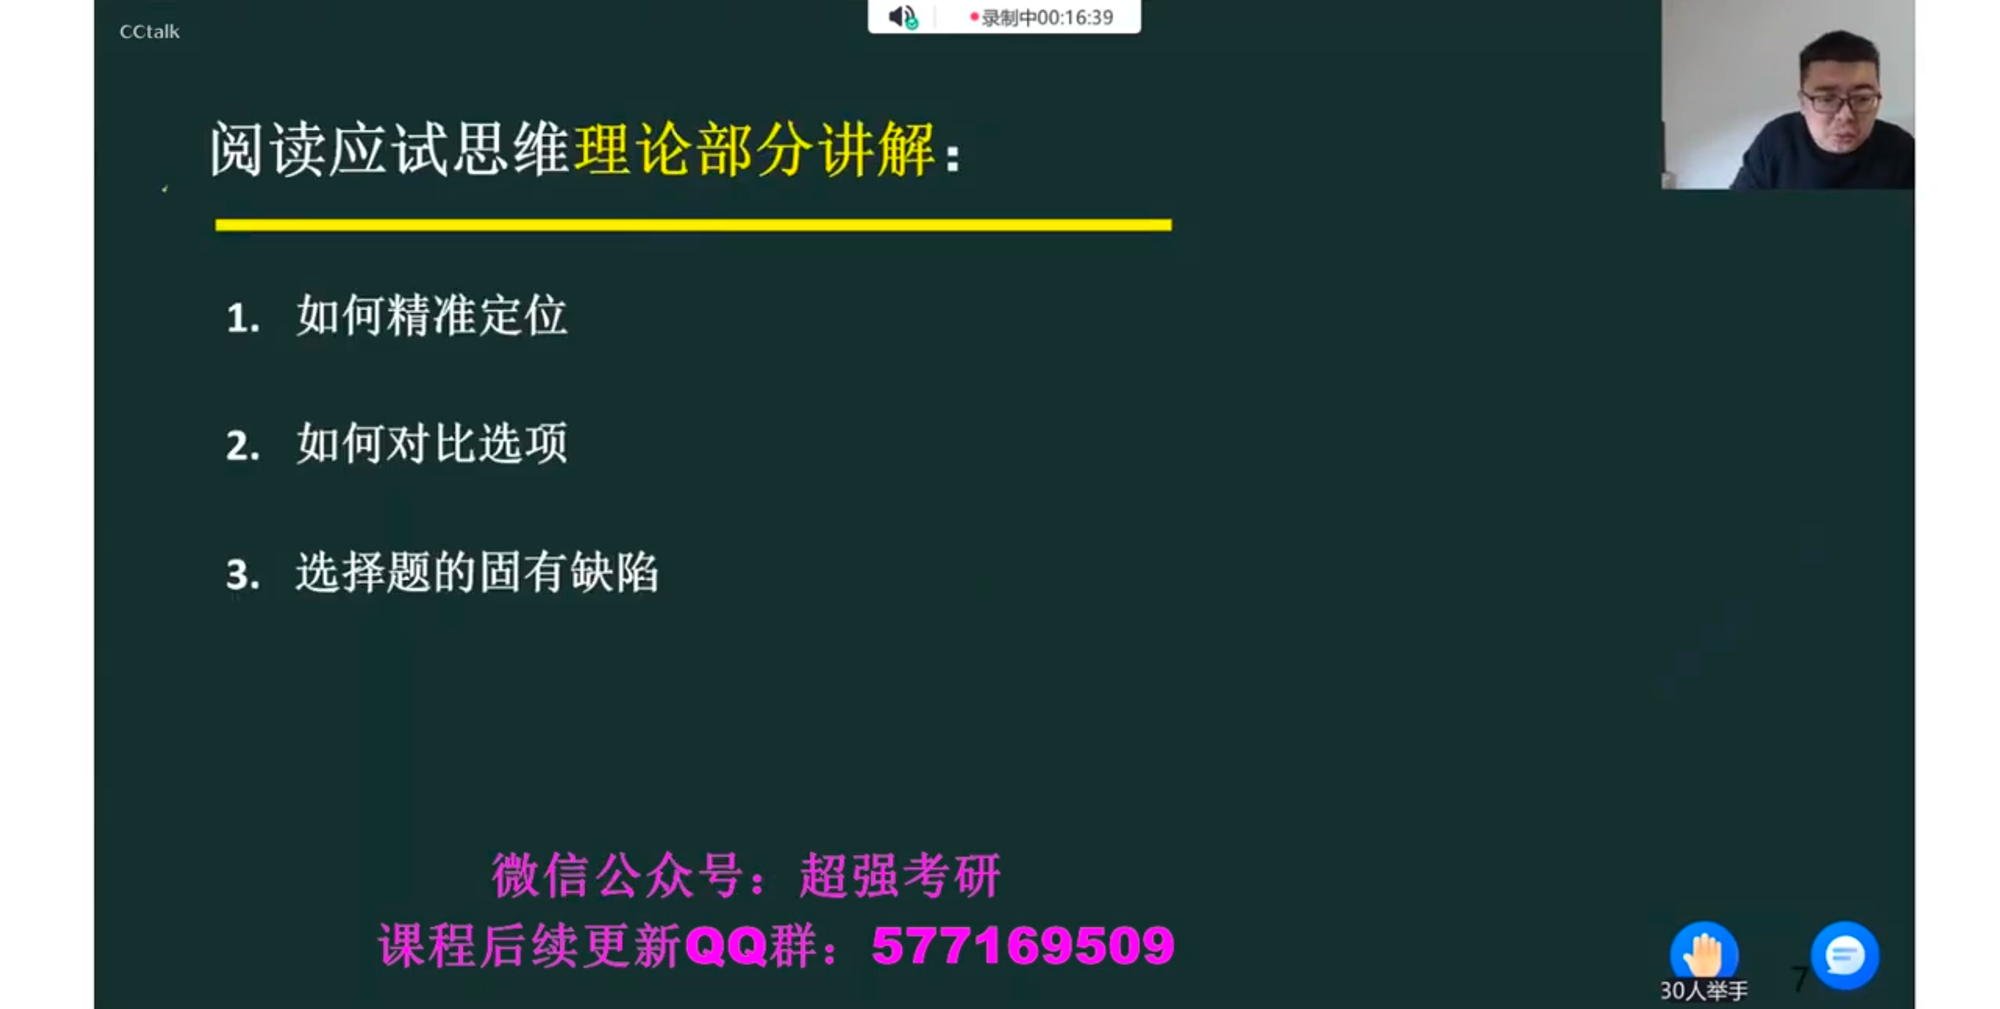 CCtalk
录制中00:16:39
阅读应试思维理论部分讲解:
1. 如何精准定位
2. 如何对比选项
3. 选择题的固有缺陷
微信公众号：超强考研
课程后续更新QQ群：577169509
30人举手
7